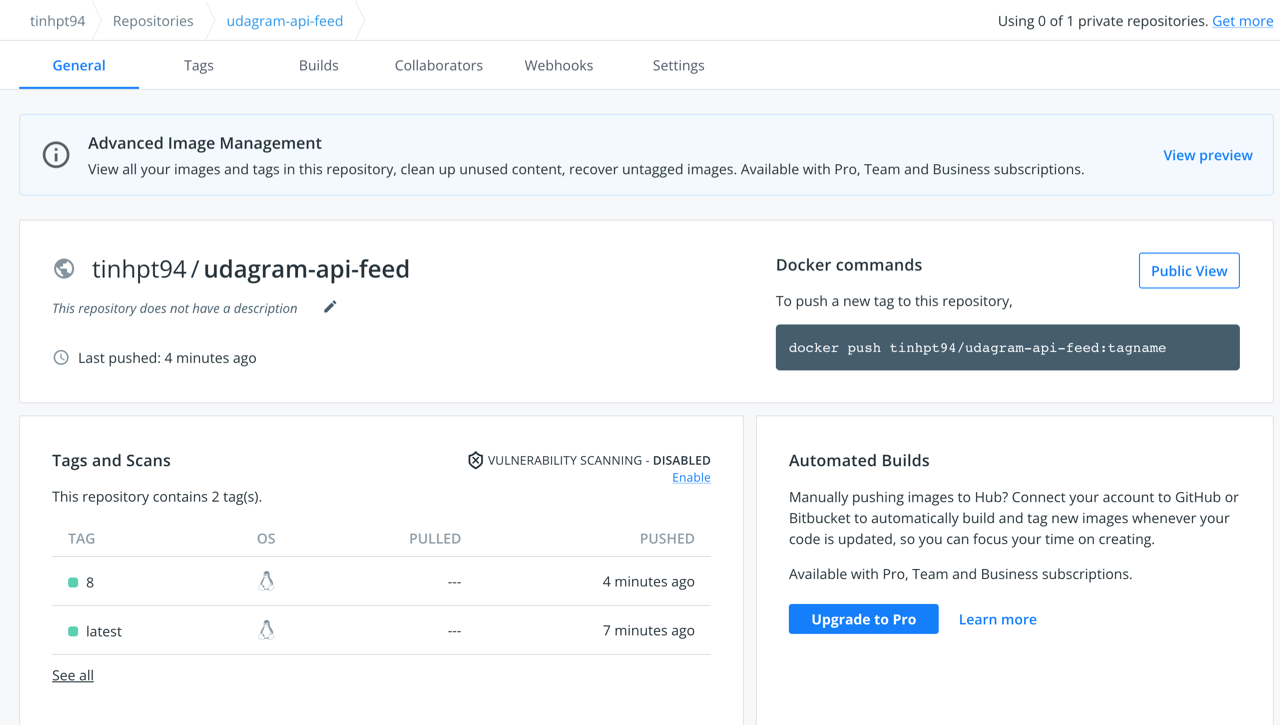 tinhpt94 Repositories udagram-api-feed Using 0 of 1 private repositories. Get more
General Tags Builds Collaborators Webhooks Settings
Advanced Image Management
View all your images and tags in this repository, clean up unused content, recover untagged images. Available with Pro, Team and Business subscriptions.
View preview
tinhpt94 / udagram-api-feed
This repository does not have a description
Last pushed: 4 minutes ago
Docker commands
Public View
To push a new tag to this repository,
docker push tinhpt94/udagram-api-feed:tagname
Tags and Scans
VULNERABILITY SCANNING - DISABLED
Enable
This repository contains 2 tag(s).
TAG OS PULLED PUSHED
8 --- 4 minutes ago
latest --- 7 minutes ago
See all
Automated Builds
Manually pushing images to Hub? Connect your account to GitHub or
Bitbucket to automatically build and tag new images whenever your
code is updated, so you can focus your time on creating.
Available with Pro, Team and Business subscriptions.
Upgrade to Pro Learn more